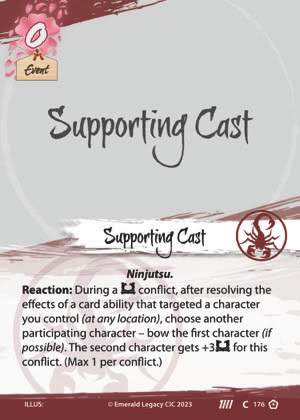 0
Event
Supporting Cast
Supporting Cast
Ninjutsu.
Reaction: During a conflict, after resolving the
effects of a card ability that targeted a character
you control (at any location), choose another
participating character – bow the first character (if
possible). The second character gets +3 for this
conflict. (Max 1 per conflict.)
ILLUS:
© Emerald Legacy CIC 2023
C 176